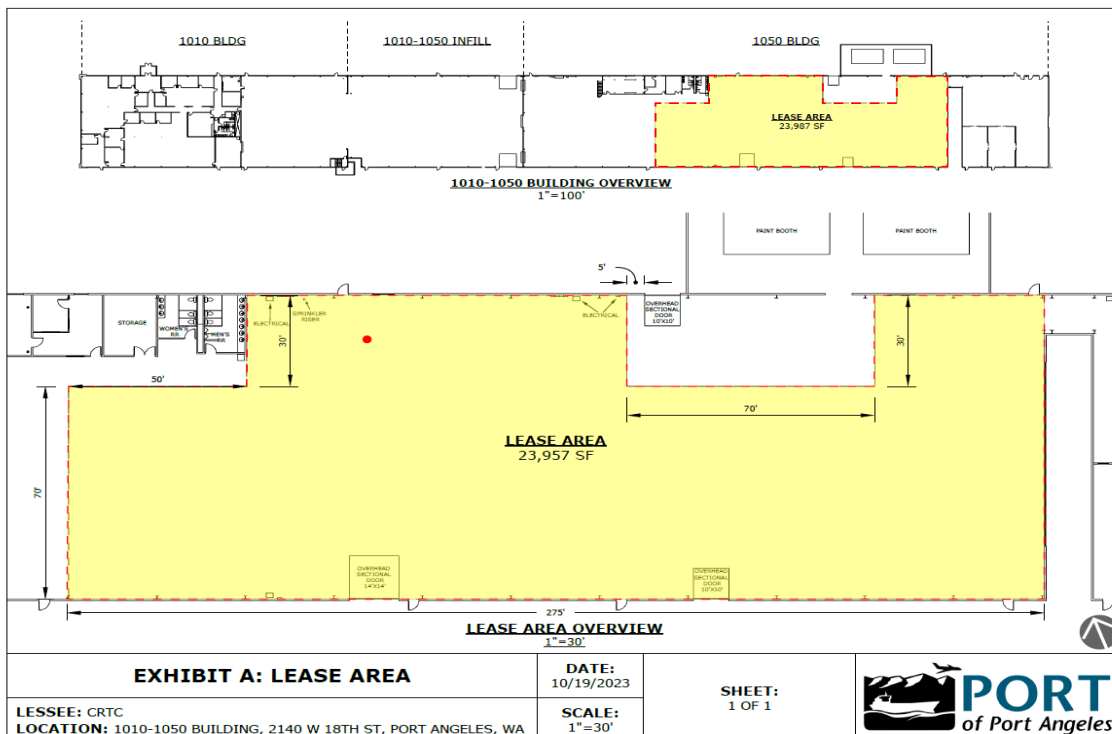 1010 BLDG
1010-1050 INFILL
1050 BLDG
LEASE AREA
23,987 SF
1010-1050 BUILDING OVERVIEW
1"=100'
PAINT BOOTH
PAINT BOOTH
5'
STORAGE
WOMEN'S
RR
MEN'S
RR
ELECTRICAL
SPRINKLER
RISER
30'
ELECTRICAL
OVERHEAD
SECTIONAL
DOOR
10'X10'
30'
50'
70'
LEASE AREA
23,957 SF
70'
OVERHEAD
SECTIONAL
DOOR
14'X14'
OVERHEAD
SECTIONAL
DOOR
10'X10'
275'
LEASE AREA OVERVIEW
1"=30'
EXHIBIT A: LEASE AREA
DATE:
10/19/2023
SHEET:
1 OF 1
LESSEE: CRTC
LOCATION: 1010-1050 BUILDING, 2140 W 18TH ST, PORT ANGELES, WA
SCALE:
1"=30'
PORT
of Port Angeles